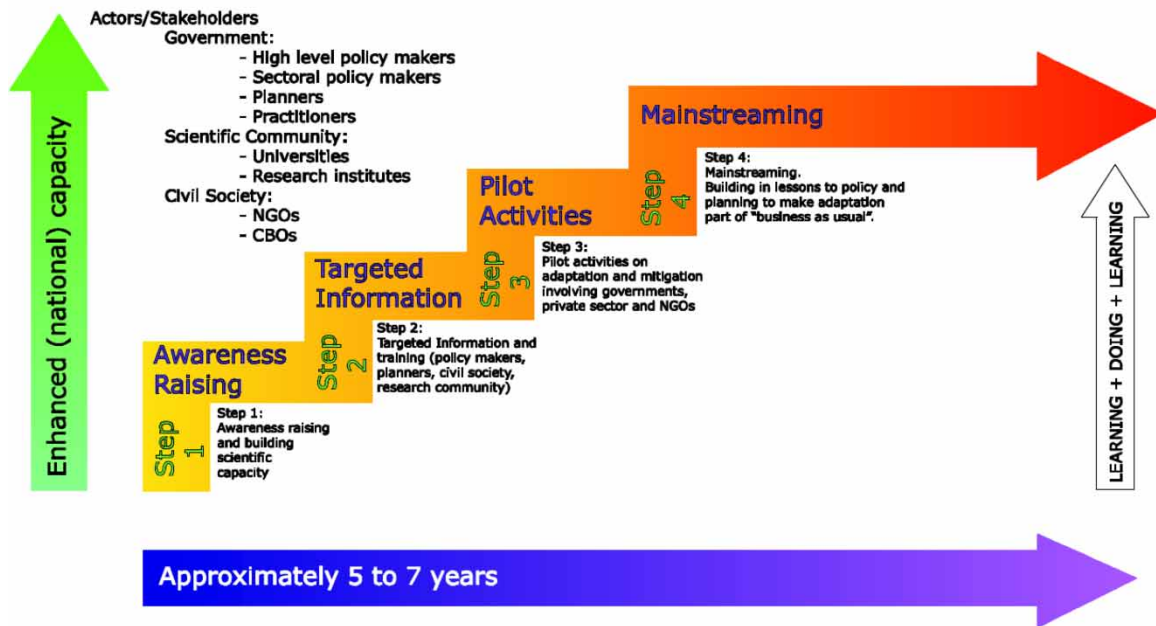 Actors/Stakeholders
Government:
- High level policy makers
- Sectoral policy makers
- Planners
- Practitioners
Scientific Community:
- Universities
- Research institutes
Civil Society:
- NGOs
- CBOs
Enhanced (national) capacity
Mainstreaming
Step 4
Step 4:
Mainstreaming.
Building in lessons to policy and
planning to make adaptation
part of "business as usual".
Pilot
Activities
Step 3
Step 3:
Pilot activities on
adaptation and mitigation
involving governments,
private sector and NGOs
Targeted
Information
Step 2
Step 2:
Targeted Information and
training (policy makers,
planners, civil society,
research community)
Awareness
Raising
Step 1
Step 1:
Awareness raising
and building
scientific
capacity
LEARNING + DOING + LEARNING
Approximately 5 to 7 years